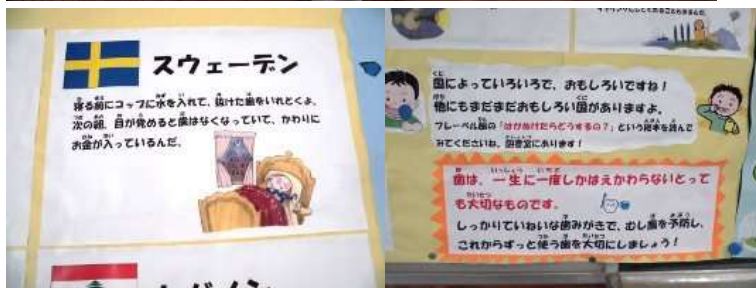 スウェーデン
寝る前にコップに水を入れて、抜けた歯をいれとくよ。
次の朝、目が覚めると歯はなくなっていて、かわりに
お金が入っているんだ。
国によっていろいろで、おもしろいですね!
他にもまだまだおもしろい国がありますよ。
フレーベル館の「はがぬけたらどうするの?」という絵本を読んで
みてくださいね。図書室にあります!
歯は、一生に一度しかはえかわらないとって
も大切なものです。
しっかりていねいな歯みがきで、むし歯を予防し、
これからずっと使う歯を大切にしましょう!